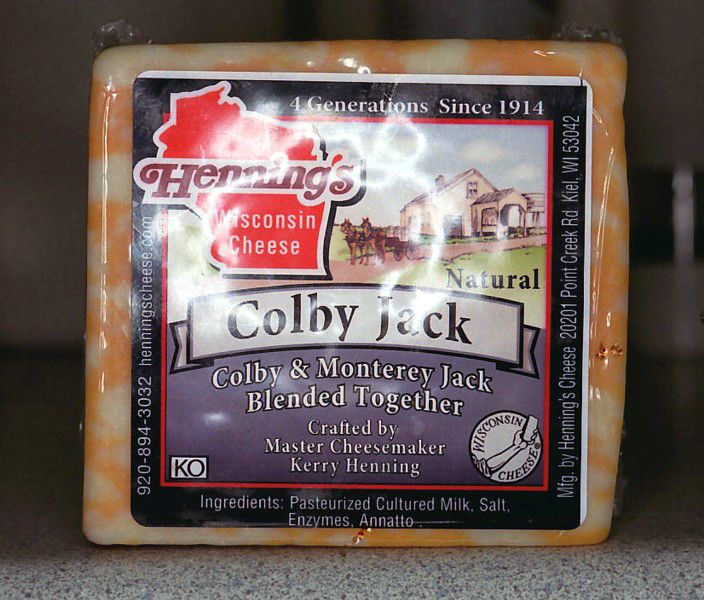 4 Generations Since 1914
Henning's
Wisconsin
Cheese
Natural
Colby Jack
Colby & Monterey Jack
Blended Together
Crafted by
Master Cheesemaker
Kerry Henning
WISCONSIN
CHEESE
KO
Ingredients: Pasteurized Cultured Milk, Salt,
Enzymes, Annatto
920-894-3032 henningscheese.com
Mfg. by Henning's Cheese 20201 Point Creek Rd Kiel, WI 53042